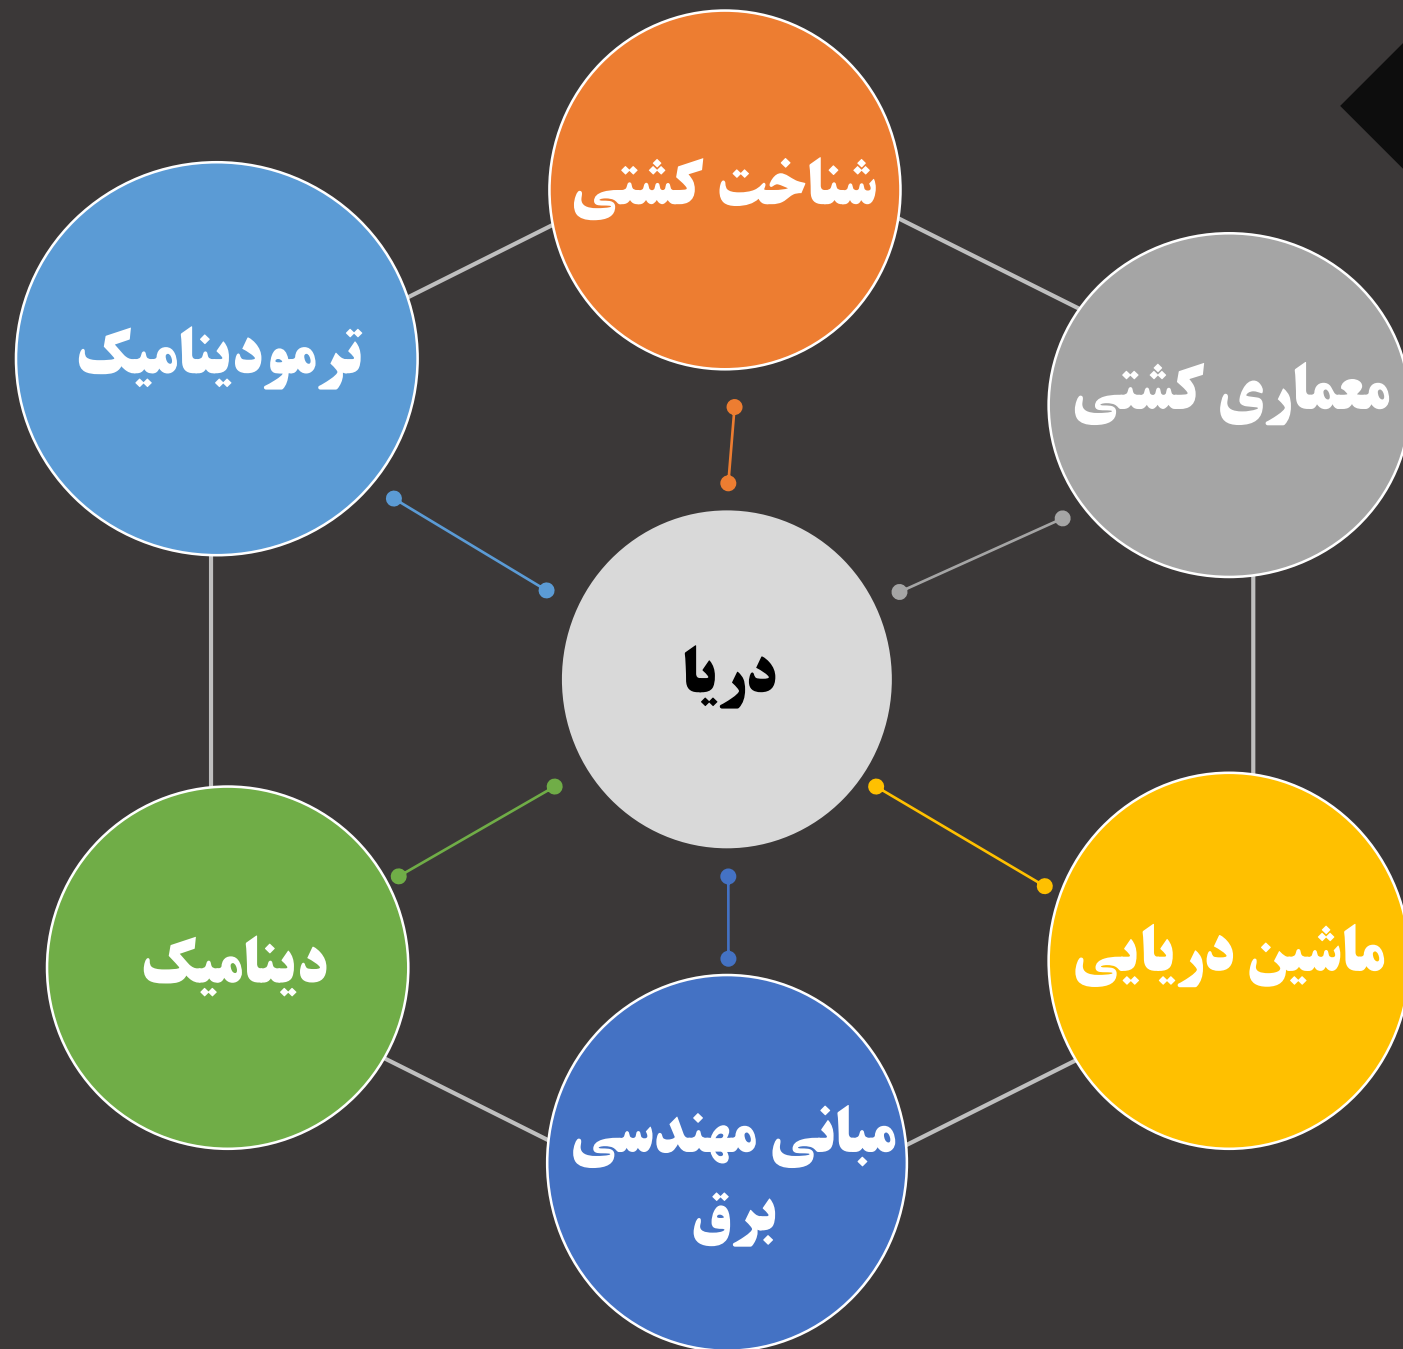 شناخت کشتی
ترمودینامیک
معماری کشتی
دریا
دینامیک
ماشین دریایی
مبانی مهندسی
برق